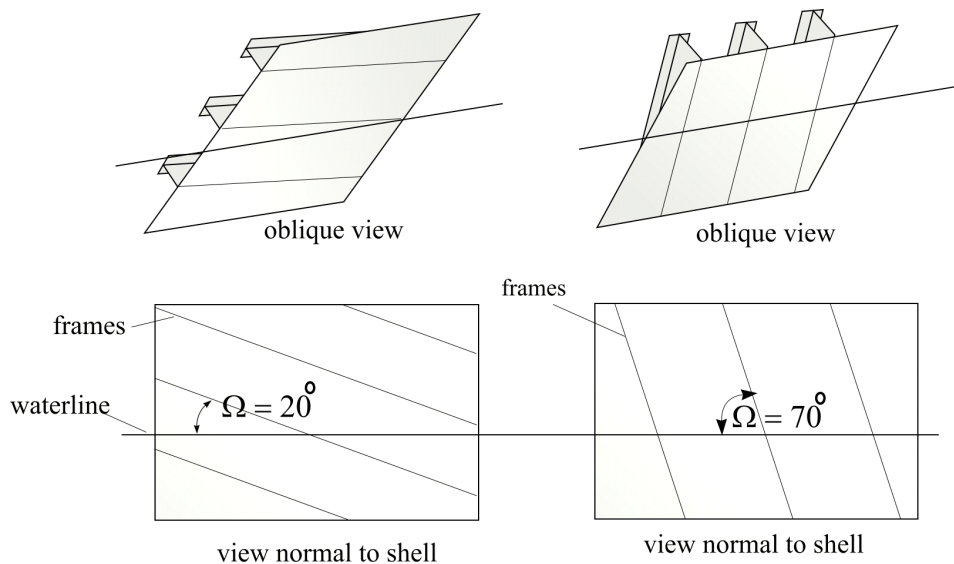 oblique view
oblique view
frames
frames
waterline
Ω = 20°
Ω = 70°
view normal to shell
view normal to shell